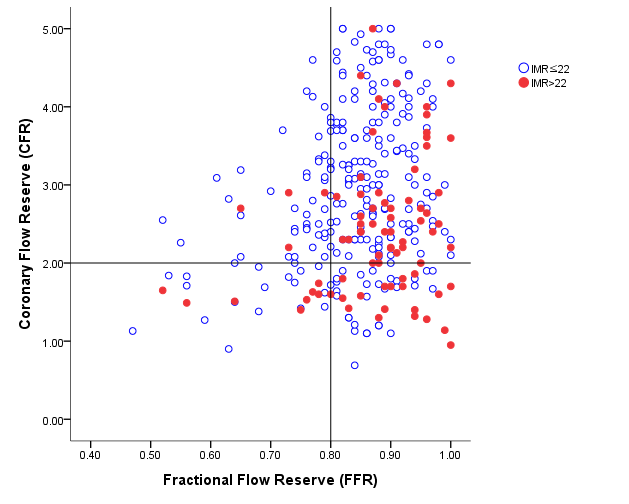 5.00
4.00
3.00
2.00
1.00
0.00
Coronary Flow Reserve (CFR)
0.40 0.50 0.60 0.70 0.80 0.90 1.00
Fractional Flow Reserve (FFR)
IMR≤22
IMR>22